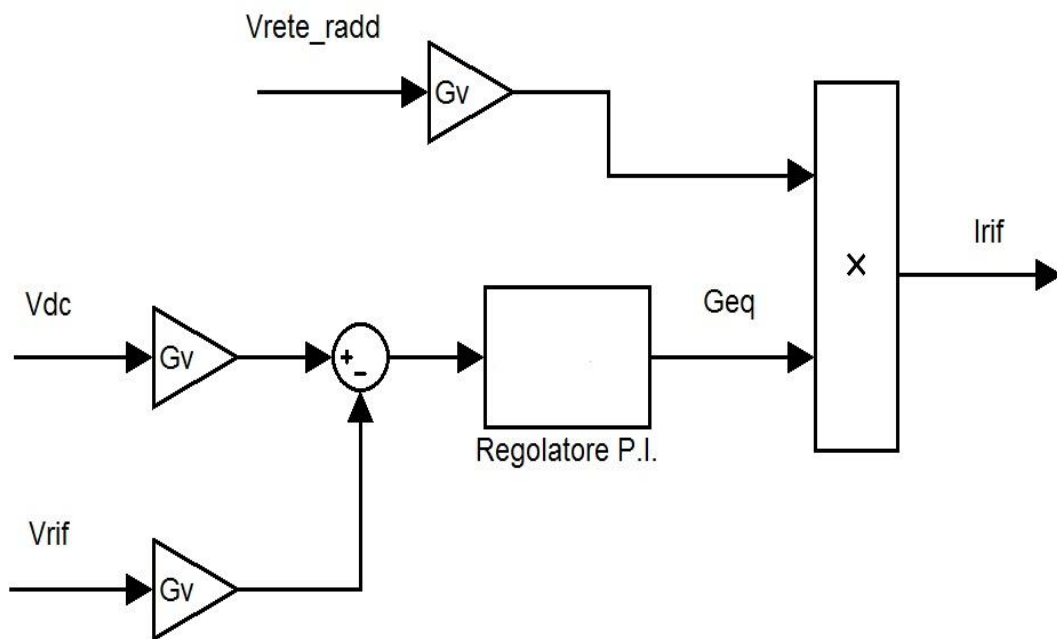 Vrete_radd
Gv
Irif
×
Vdc
Gv
Geq
+
-
Regolatore P.I.
Vrif
Gv